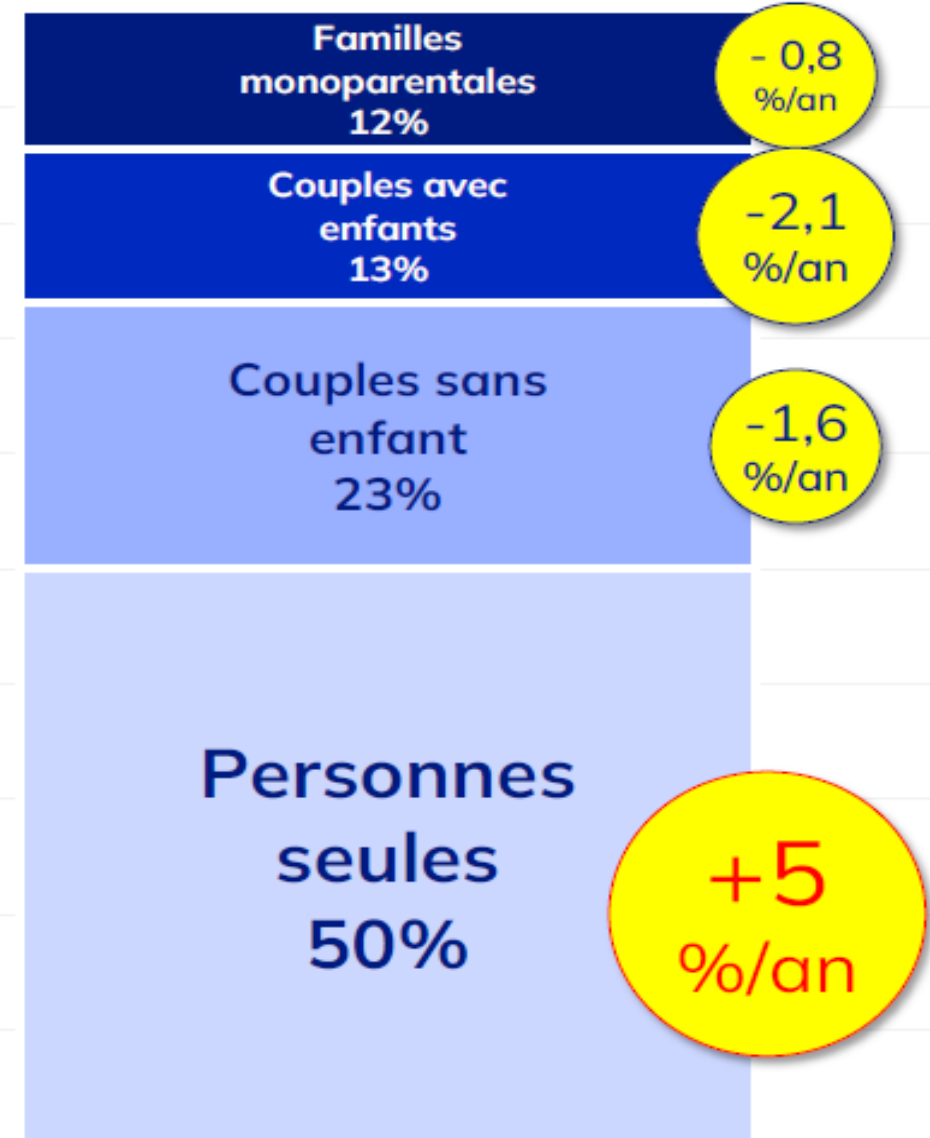 Familles
monoparentales
12%
- 0,8
%/an
Couples avec
enfants
13%
-2,1
%/an
Couples sans
enfant
23%
-1,6
%/an
Personnes
seules
50%
+5
%/an